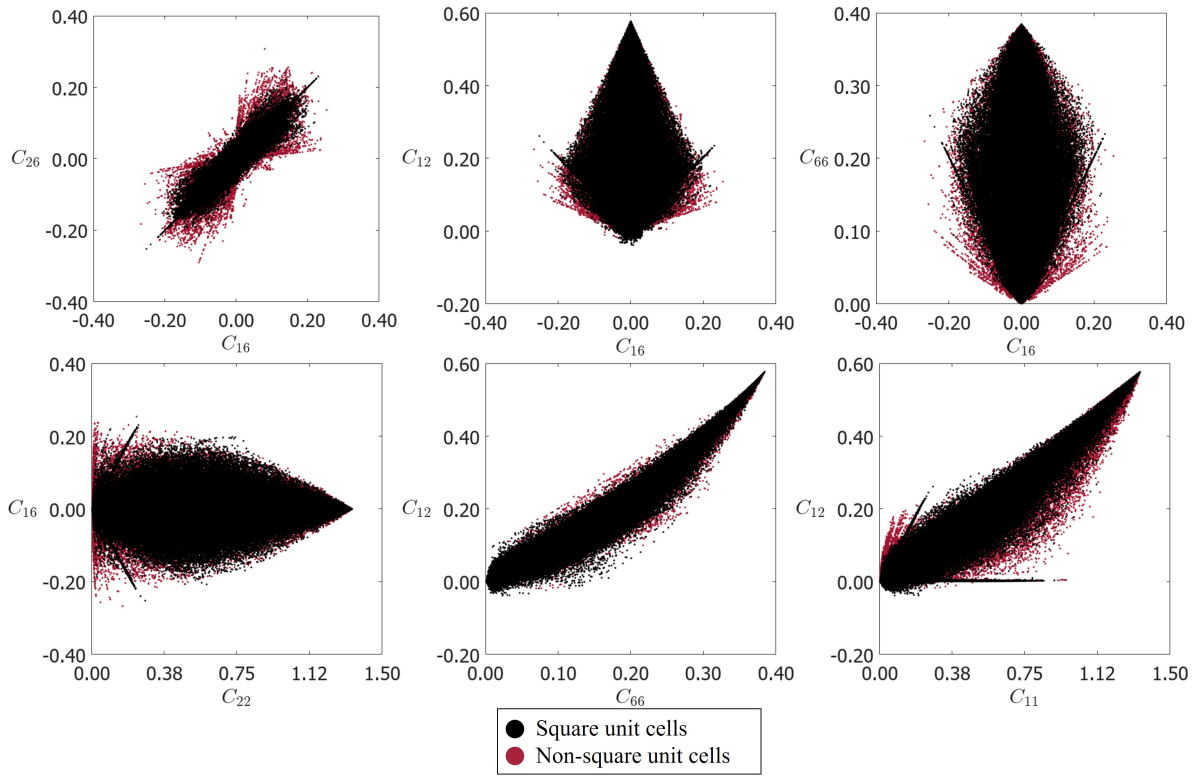 0.40 0.20 0.00 -0.20 -0.40
C26
-0.40 -0.20 0.00 0.20 0.40
C16
0.60 0.40 0.20 0.00 -0.20
C12
-0.40 -0.20 0.00 0.20 0.40
C16
0.40 0.30 0.20 0.10 0.00
C66
-0.40 -0.20 0.00 0.20 0.40
C16
0.40 0.20 0.00 -0.20 -0.40
C16
0.00 0.38 0.75 1.12 1.50
C22
0.60 0.40 0.20 0.00 -0.20
C12
0.00 0.10 0.20 0.30 0.40
C66
0.60 0.40 0.20 0.00 -0.20
C12
0.00 0.38 0.75 1.12 1.50
C11
Square unit cells
Non-square unit cells